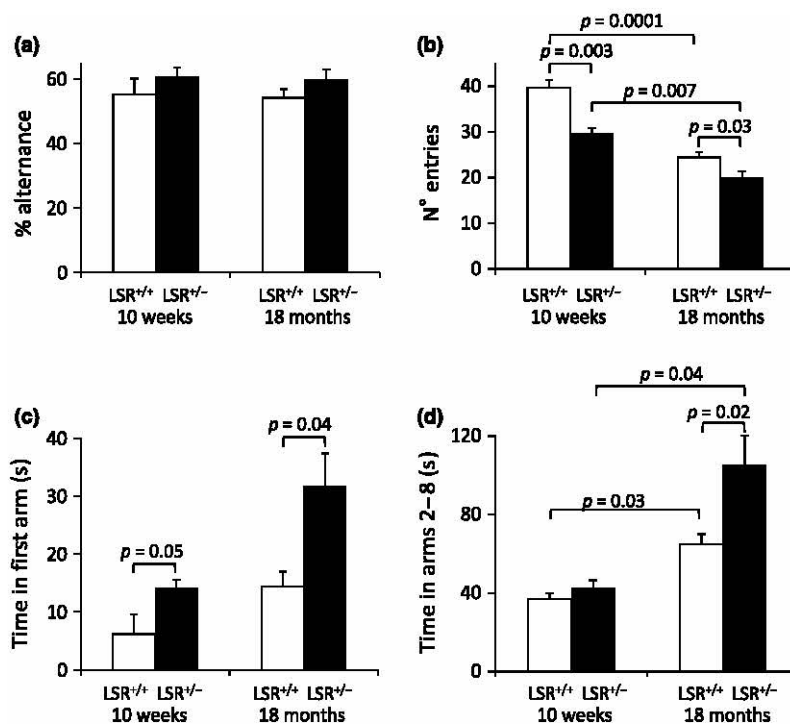 (a)
% alternance
60
40
20
0
LSR+/+ LSR+/− LSR+/+ LSR+/−
10 weeks 18 months
(b)
N° entries
p = 0.0001
p = 0.003
p = 0.007
p = 0.03
40
30
20
10
0
LSR+/+ LSR+/− LSR+/+ LSR+/−
10 weeks 18 months
(c)
Time in first arm (s)
p = 0.04
p = 0.05
40
30
20
10
0
LSR+/+ LSR+/− LSR+/+ LSR+/−
10 weeks 18 months
(d)
Time in arms 2–8 (s)
p = 0.04
p = 0.02
p = 0.03
120
80
40
0
LSR+/+ LSR+/− LSR+/+ LSR+/−
10 weeks 18 months